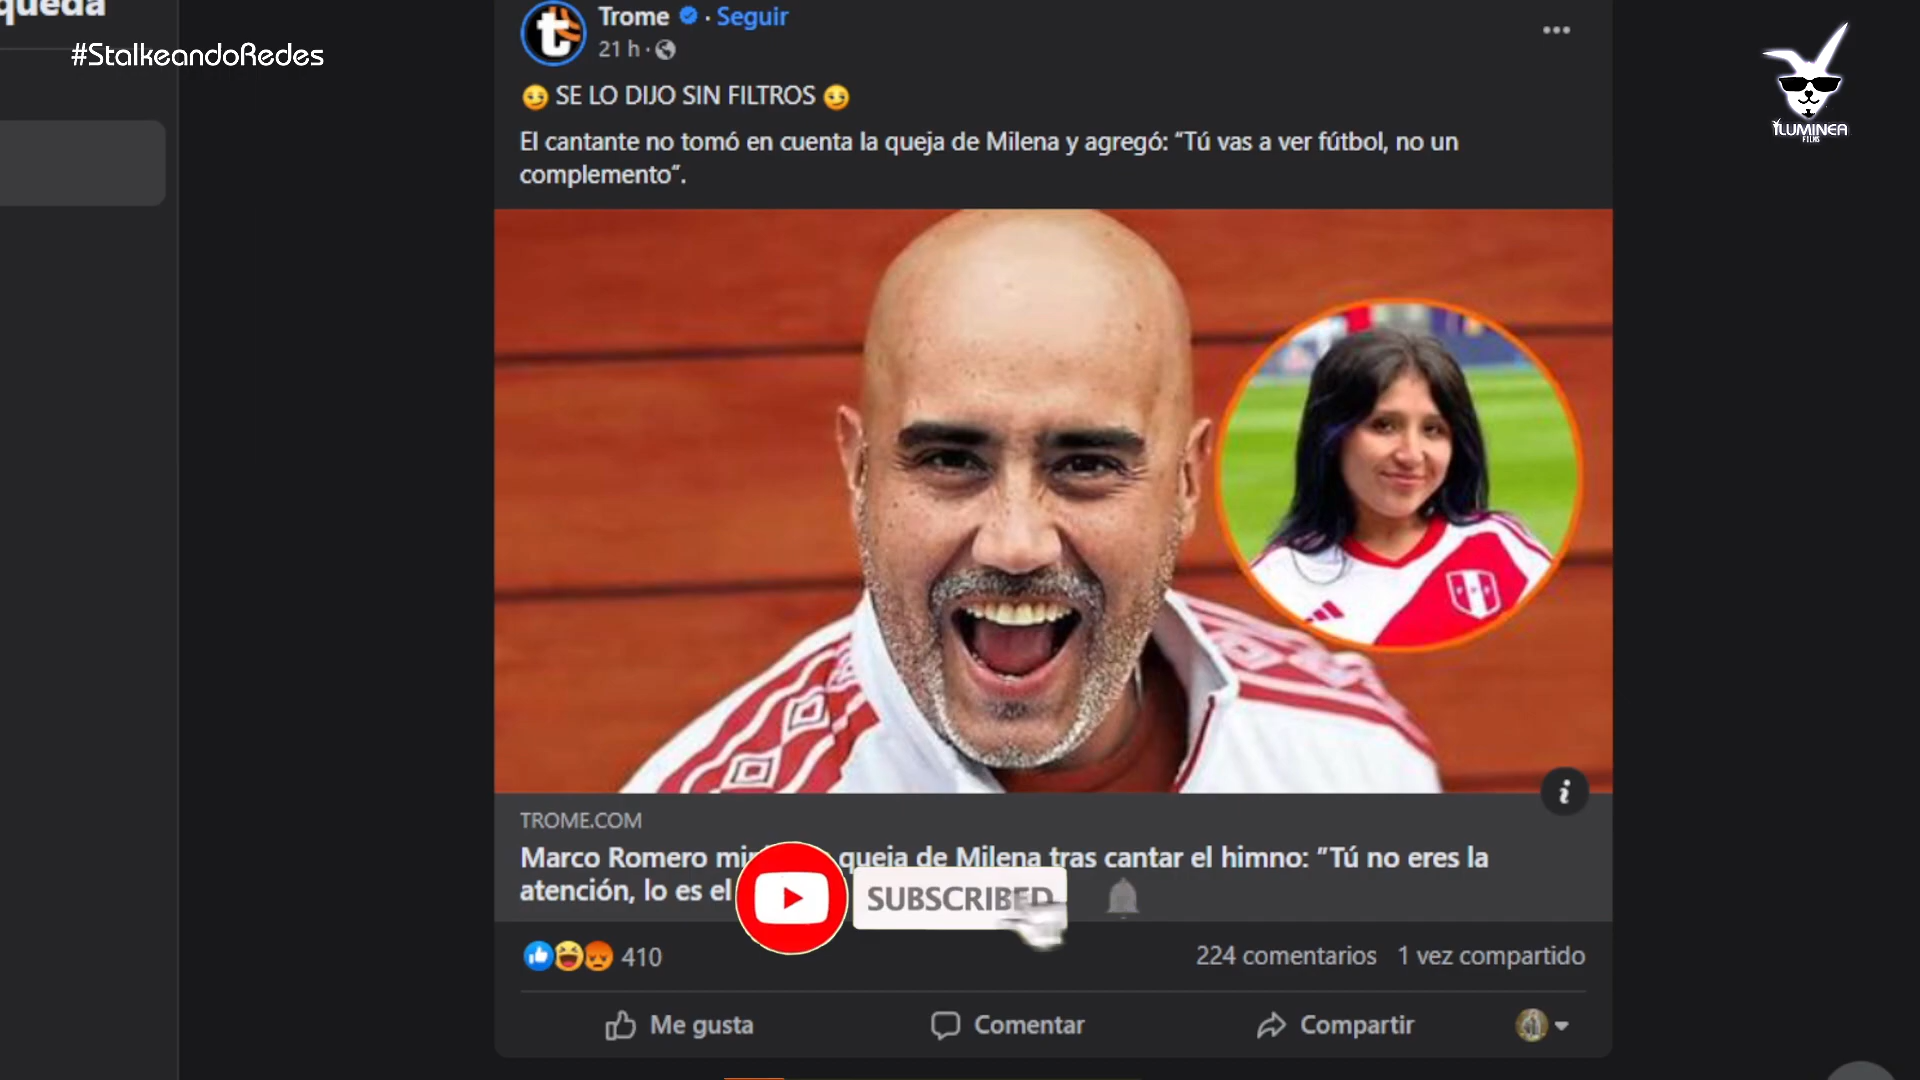 queda
#StalkeandoRedes
Trome · Seguir
21 h ·
ILUMINEA
FILMS
😏 SE LO DIJO SIN FILTROS 😏
El cantante no tomó en cuenta la queja de Milena y agregó: “Tú vas a ver fútbol, no un
complemento”.
TROME.COM
Marco Romero queja de Milena tras cantar el himno: ”Tú no eres la
atención, lo es el
SUBSCRIBED
410
224 comentarios 1 vez compartido
Me gusta
Comentar
Compartir